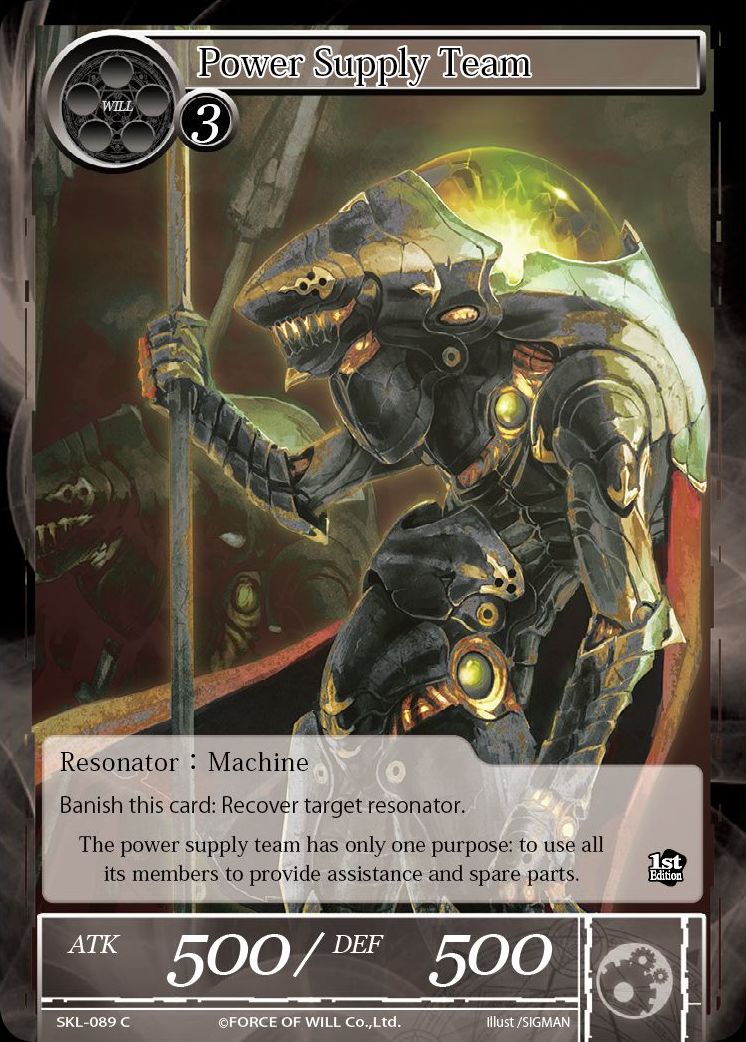 Power Supply Team
WILL
3
Resonator : Machine
Banish this card: Recover target resonator.
The power supply team has only one purpose: to use all
its members to provide assistance and spare parts.
1st
Edition
ATK 500/ DEF 500
SKL-089 C ©FORCE OF WILL Co.,Ltd. Illust /SIGMAN